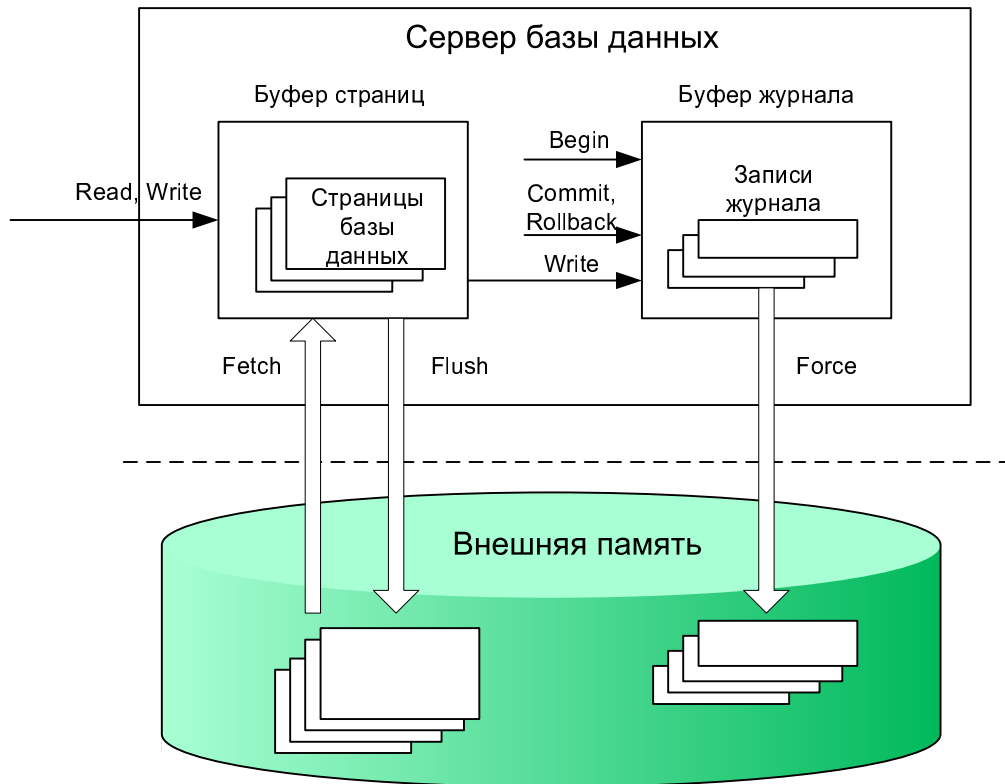 Сервер базы данных
Буфер страниц
Буфер журнала
Begin
Read, Write
Страницы
базы
данных
Commit,
Rollback
Записи
журнала
Write
Fetch
Flush
Force
Внешняя память